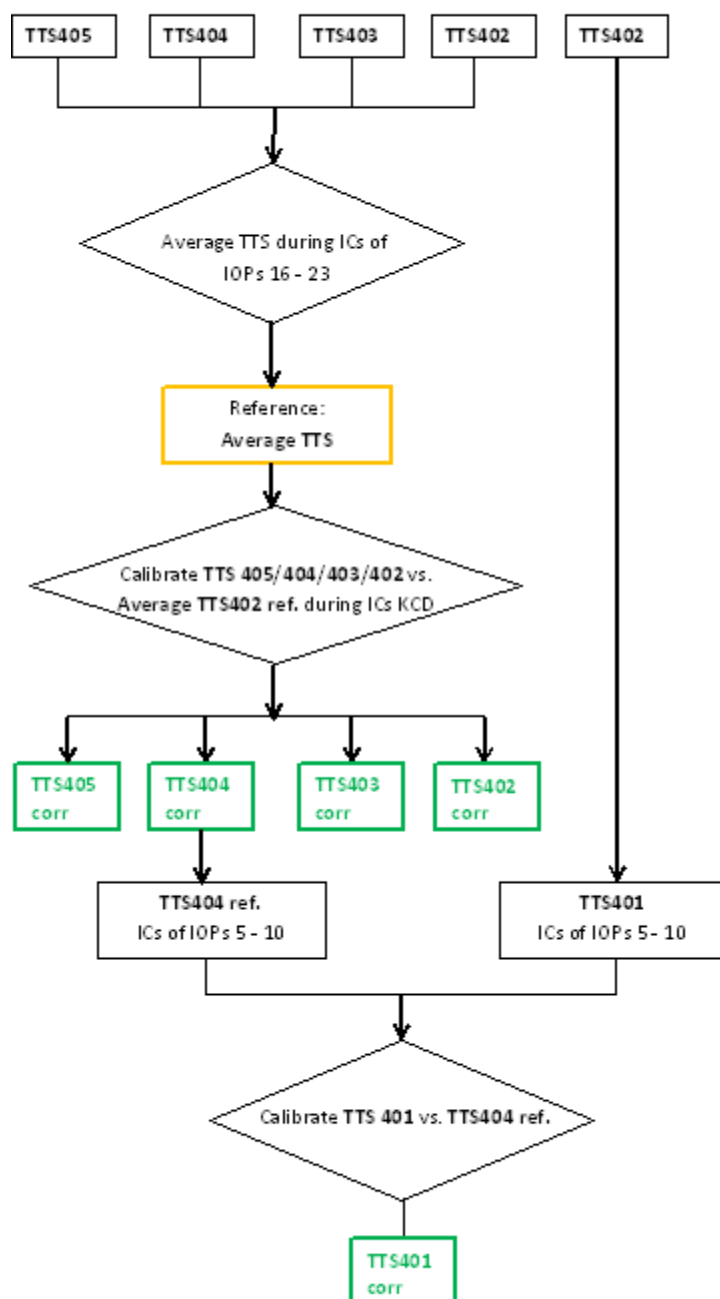 TTS405
TTS404
TTS403
TTS402
TTS402
Average TTS during ICs of
IOPs 16 - 23
Reference:
Average TTS
Calibrate TTS 405/404/403/402 vs.
Average TTS402 ref. during ICs KCD
TTS405
corr
TTS404
corr
TTS403
corr
TTS402
corr
TTS404 ref.
ICs of IOPs 5 - 10
TTS401
ICs of IOPs 5 - 10
Calibrate TTS 401 vs. TTS404 ref.
TTS401
corr